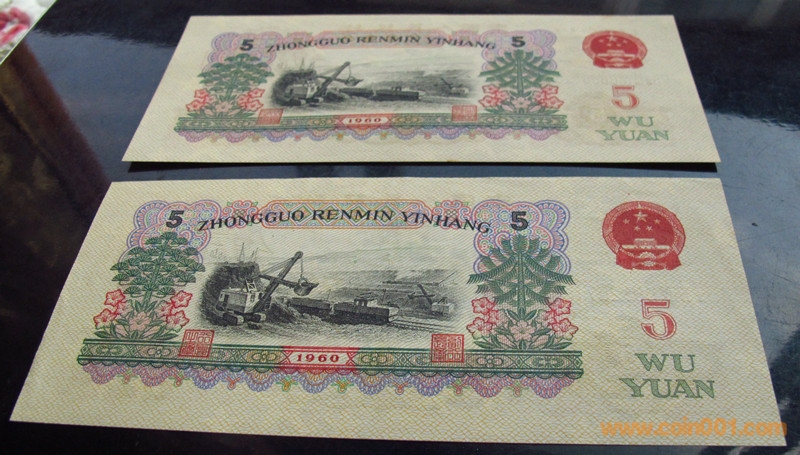 5 ZHONGGUO RENMIN YINHANG 5
5
WU
YUAN
1960
5 ZHONGGUO RENMIN YINHANG 5
5
WU
YUAN
1960
www.coin001.com